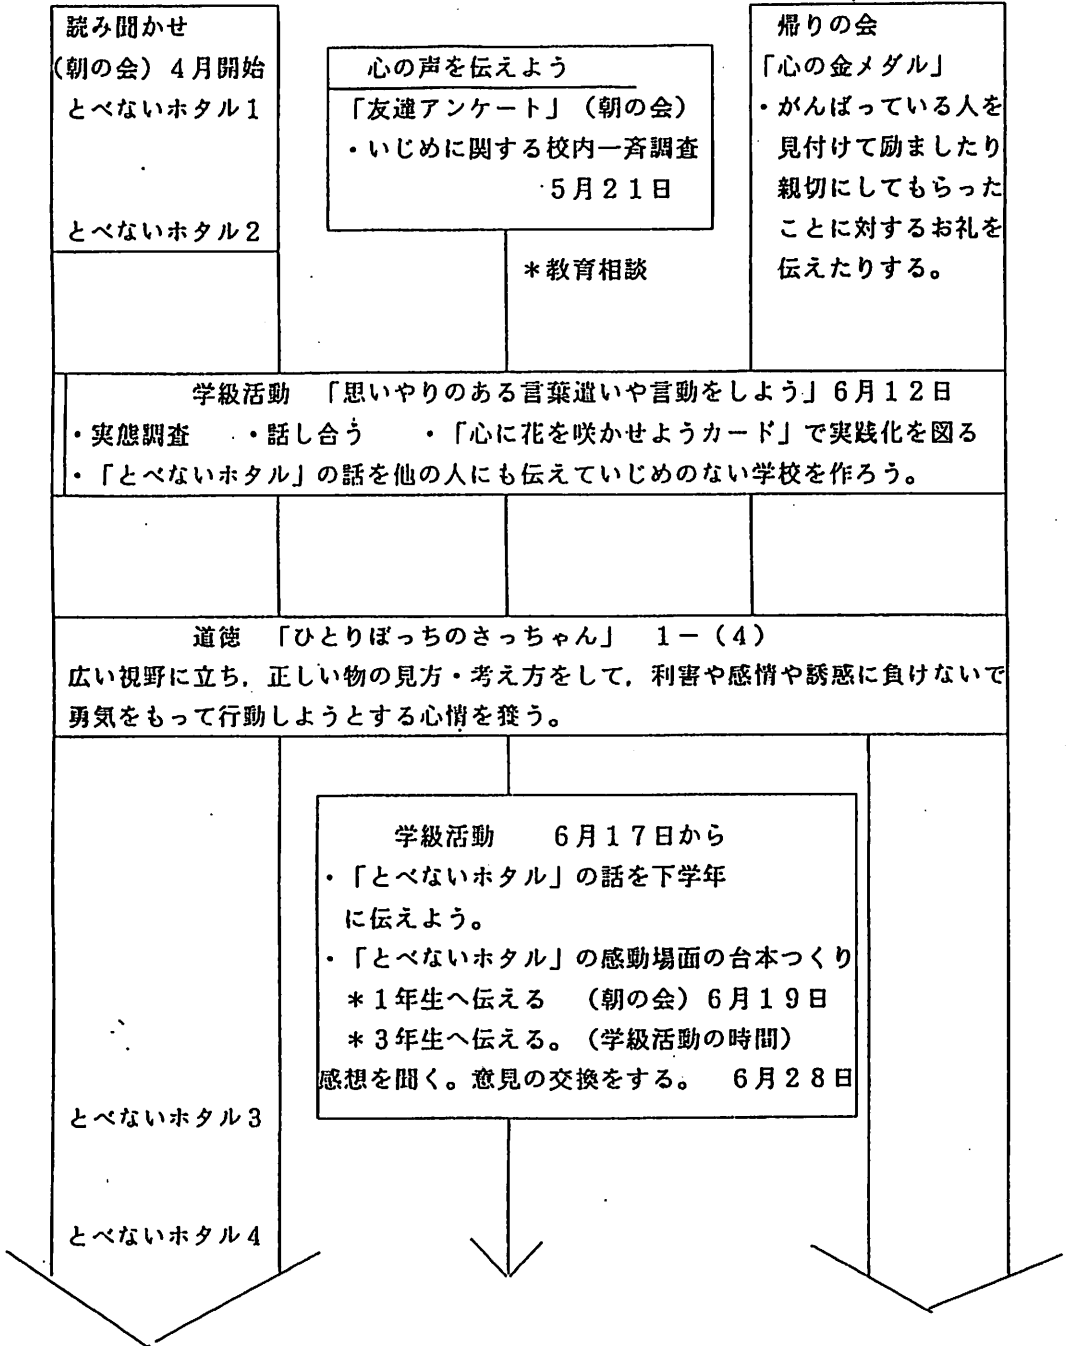 読み聞かせ
(朝の会)4月開始
とべないホタル1
とべないホタル2
心の声を伝えよう
「友達アンケート」(朝の会)
・いじめに関する校内一斉調査
5月21日
*教育相談
帰りの会
「心の金メダル」
・がんばっている人を
見付けて励ましたり
親切にしてもらった
ことに対するお礼を
伝えたりする。
学級活動 「思いやりのある言葉遣いや言動をしよう」6月12日
・実態調査 ・話し合う ・「心に花を咲かせようカード」で実践化を図る
・「とべないホタル」の話を他の人にも伝えていじめのない学校を作ろう。
道徳 「ひとりぼっちのさっちゃん」 1-(4)
広い視野に立ち,正しい物の見方・考え方をして,利害や感情や誘惑に負けないで
勇気をもって行動しようとする心情を養う。
学級活動 6月17日から
・「とべないホタル」の話を下学年
に伝えよう。
・「とべないホタル」の感動場面の台本つくり
*1年生へ伝える (朝の会)6月19日
*3年生へ伝える。(学級活動の時間)
感想を聞く。意見の交換をする。 6月28日
とべないホタル3
とべないホタル4